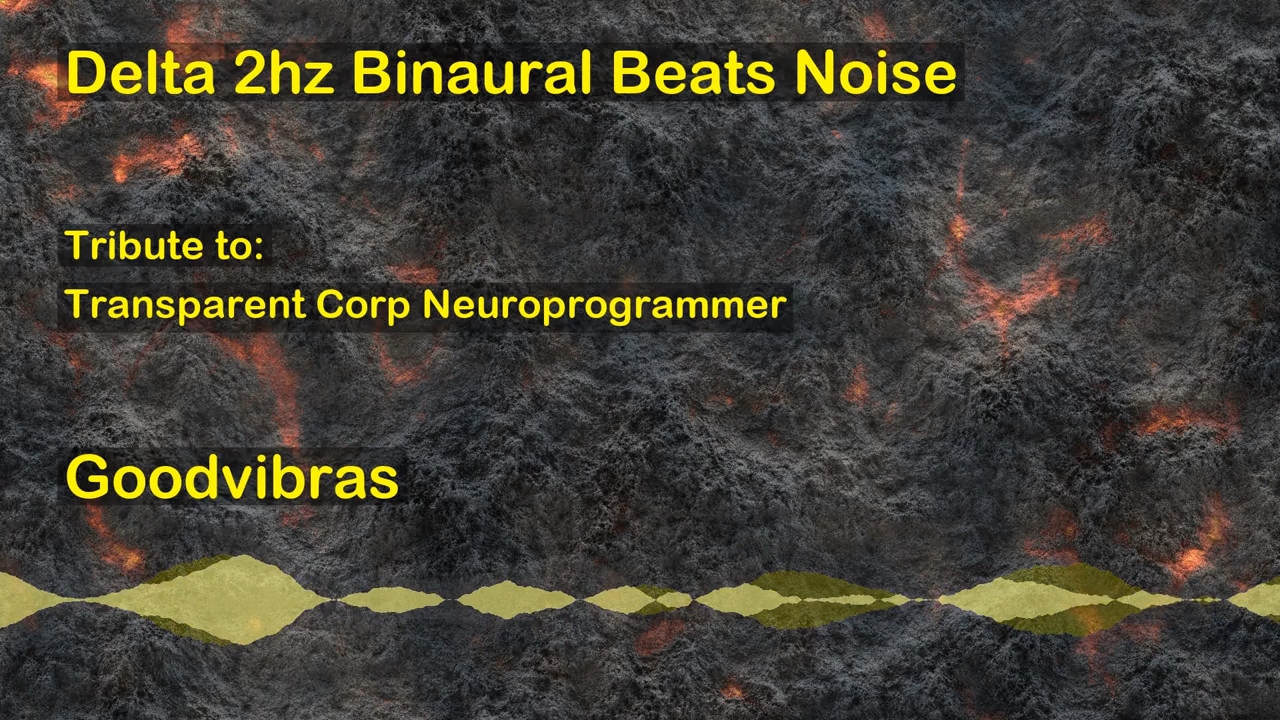 Delta 2hz Binaural Beats Noise
Tribute to:
Transparent Corp Neuroprogrammer
Goodvibras